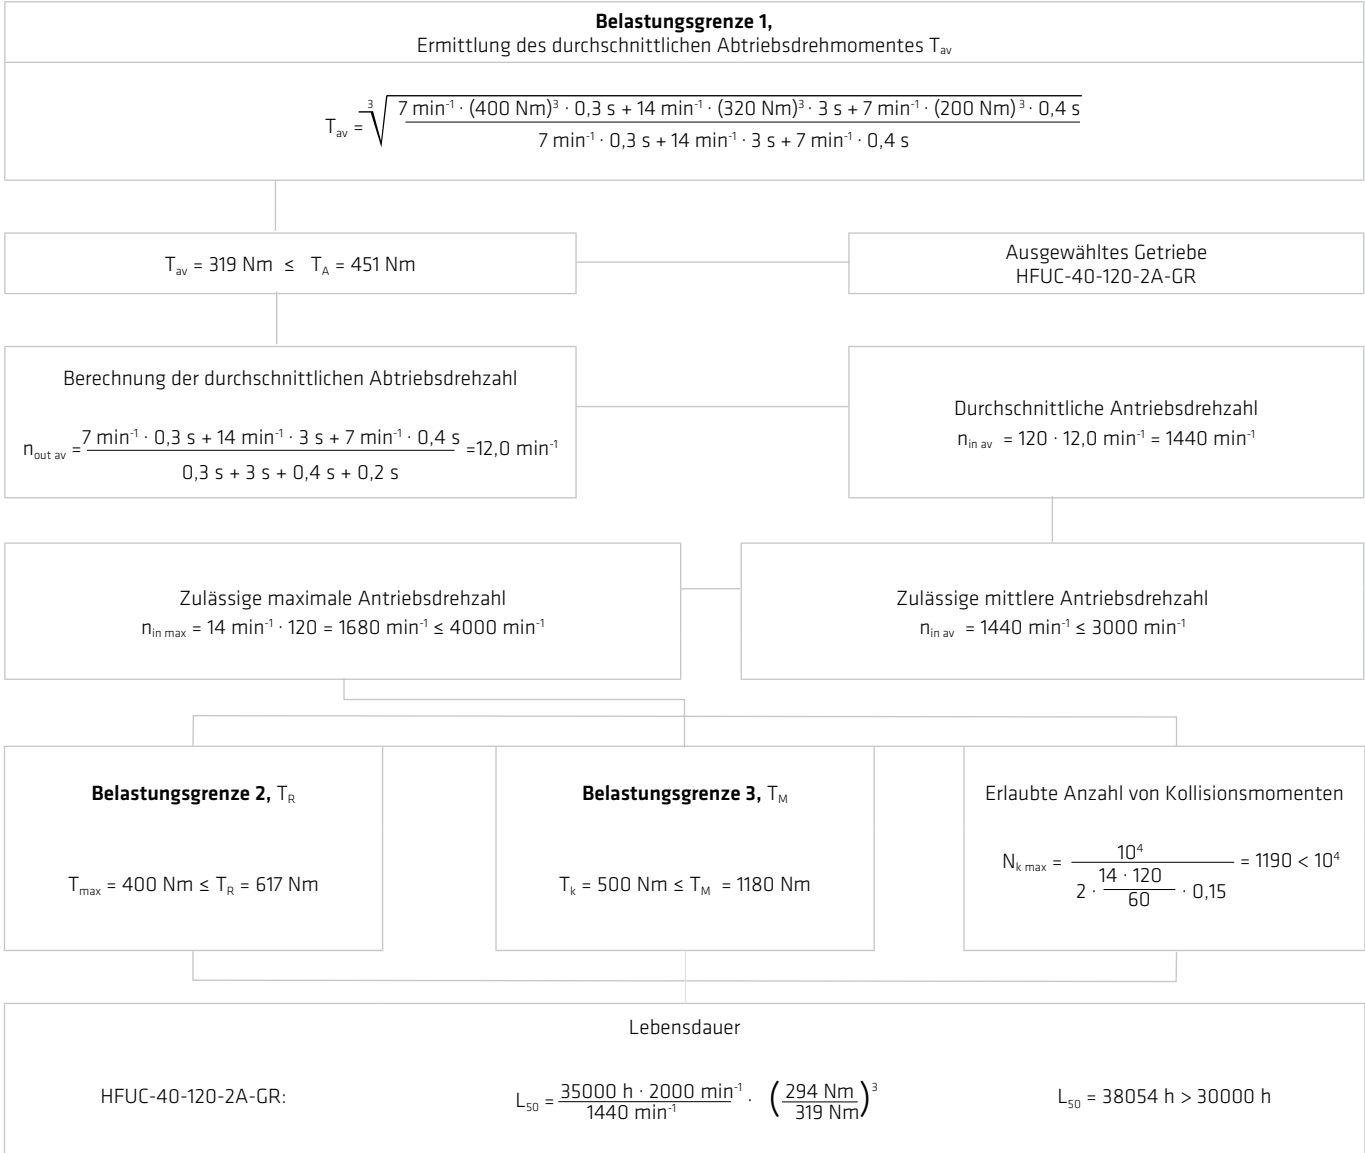 Belastungsgrenze 1,
Ermittlung des durchschnittlichen Abtriebsdrehmomentes T_av
T_av = ∛ 7 min⁻¹ · (400 Nm)³ · 0,3 s + 14 min⁻¹ · (320 Nm)³ · 3 s + 7 min⁻¹ · (200 Nm)³ · 0,4 s
7 min⁻¹ · 0,3 s + 14 min⁻¹ · 3 s + 7 min⁻¹ · 0,4 s
T_av = 319 Nm ≤ T_A = 451 Nm
Ausgewähltes Getriebe
HFUC-40-120-2A-GR
Berechnung der durchschnittlichen Abtriebsdrehzahl
n_out av = 7 min⁻¹ · 0,3 s + 14 min⁻¹ · 3 s + 7 min⁻¹ · 0,4 s =12,0 min⁻¹
0,3 s + 3 s + 0,4 s + 0,2 s
Durchschnittliche Antriebsdrehzahl
n_in av = 120 · 12,0 min⁻¹ = 1440 min⁻¹
Zulässige maximale Antriebsdrehzahl
n_in max = 14 min⁻¹ · 120 = 1680 min⁻¹ ≤ 4000 min⁻¹
Zulässige mittlere Antriebsdrehzahl
n_in av = 1440 min⁻¹ ≤ 3000 min⁻¹
Belastungsgrenze 2, T_R
T_max = 400 Nm ≤ T_R = 617 Nm
Belastungsgrenze 3, T_M
T_k = 500 Nm ≤ T_M = 1180 Nm
Erlaubte Anzahl von Kollisionsmomenten
N_k max = 10⁴ = 1190 < 10⁴
2 · 14 · 120 / 60 · 0,15
Lebensdauer
HFUC-40-120-2A-GR:
L₅₀ = 35000 h · 2000 min⁻¹ / 1440 min⁻¹ · (294 Nm / 319 Nm)³
L₅₀ = 38054 h > 30000 h